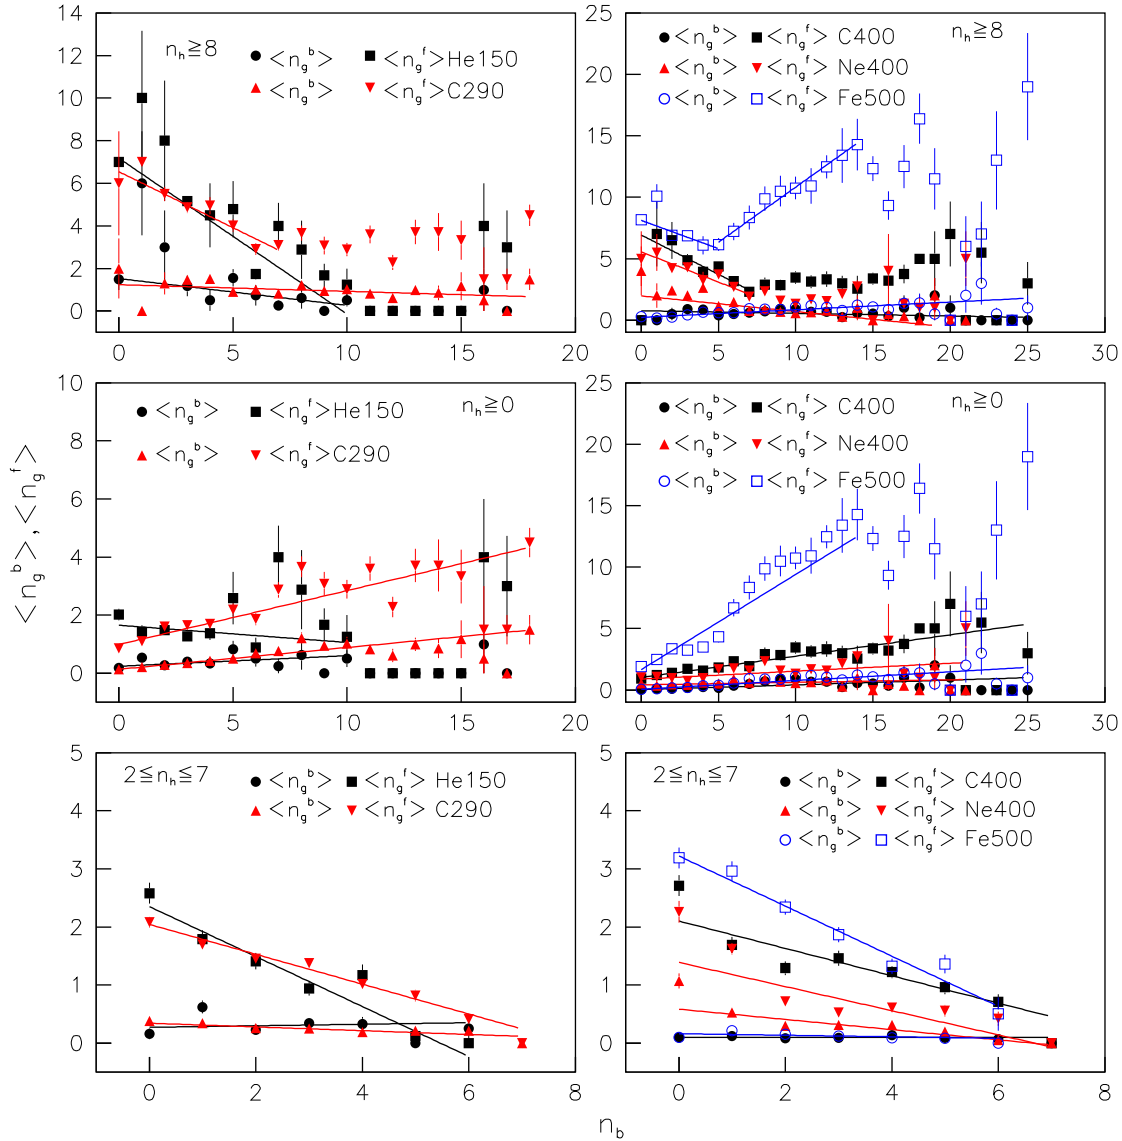 14
12
10
8
6
4
2
0
n_h≧8
<n_g^b> <n_g^f>He150
<n_g^b> <n_g^f>C290
0 5 10 15 20
25
20
15
10
5
0
<n_g^b> <n_g^f> C400 n_h≧8
<n_g^b> <n_g^f> Ne400
<n_g^b> <n_g^f> Fe500
0 5 10 15 20 25 30
<n_g^b>,<n_g^f>
10
8
6
4
2
0
<n_g^b> <n_g^f>He150 n_h≧0
<n_g^b> <n_g^f>C290
0 5 10 15 20
25
20
15
10
5
0
<n_g^b> <n_g^f> C400 n_h≧0
<n_g^b> <n_g^f> Ne400
<n_g^b> <n_g^f> Fe500
0 5 10 15 20 25 30
5
4
3
2
1
0
2≦n_h≦7 <n_g^b> <n_g^f> He150
<n_g^b> <n_g^f> C290
0 2 4 6 8
5
4
3
2
1
0
2≦n_h≦7 <n_g^b> <n_g^f> C400
<n_g^b> <n_g^f> Ne400
<n_g^b> <n_g^f> Fe500
0 2 4 6 8
n_b